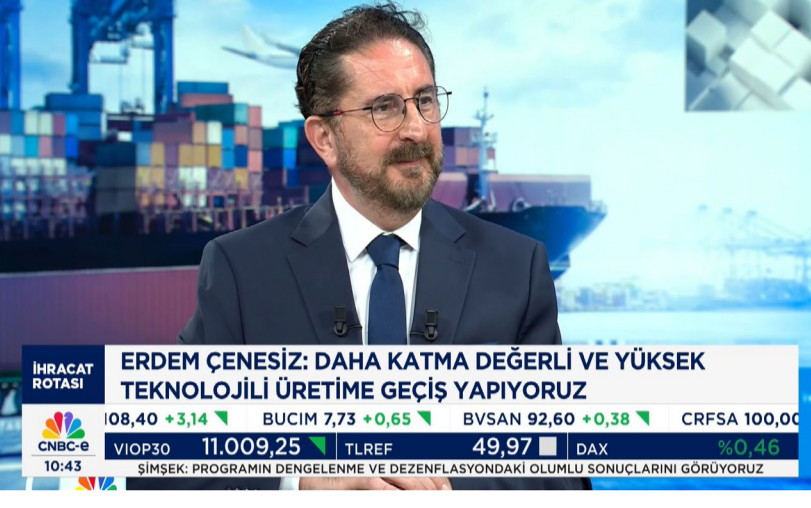 İHRACAT
ROTASI
ERDEM ÇENESİZ: DAHA KATMA DEĞERLİ VE YÜKSEK
TEKNOLOJİLİ ÜRETİME GEÇİŞ YAPIYORUZ
108,40 +3,14 BUCIM 7,73 +0,65 BVSAN 92,60 +0,38 CRFSA 100,00
CNBC-e
VIOP30 11.009,25 TLREF 49,97 DAX %0,46
10:43
ŞİMŞEK: PROGRAMIN DENGELENME VE DEZENFLASYONDAKİ OLUMLU SONUÇLARINI GÖRÜYORUZ